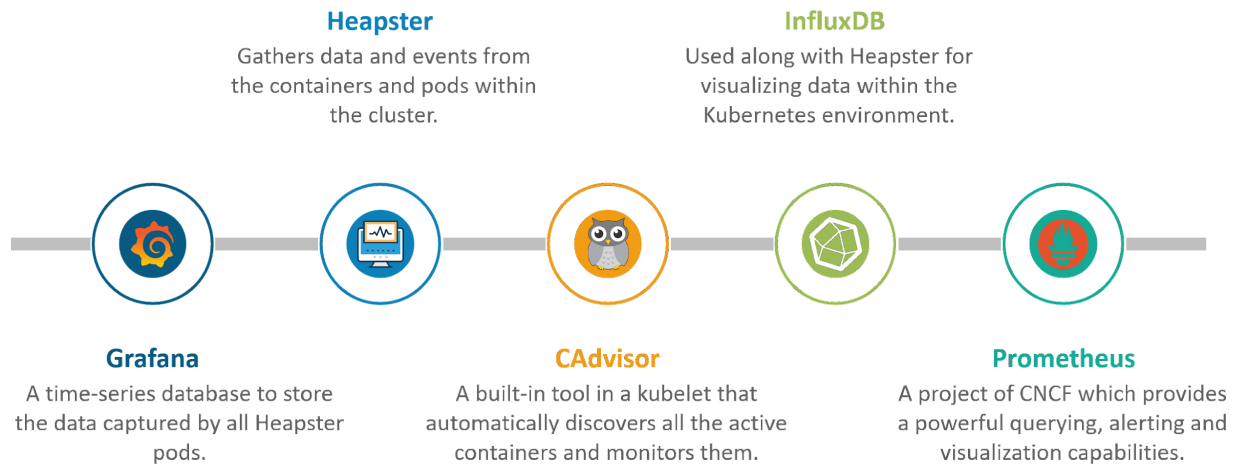 Heapster
Gathers data and events from
the containers and pods within
the cluster.
InfluxDB
Used along with Heapster for
visualizing data within the
Kubernetes environment.
Grafana
A time-series database to store
the data captured by all Heapster
pods.
CAdvisor
A built-in tool in a kubelet that
automatically discovers all the active
containers and monitors them.
Prometheus
A project of CNCF which provides
a powerful querying, alerting and
visualization capabilities.